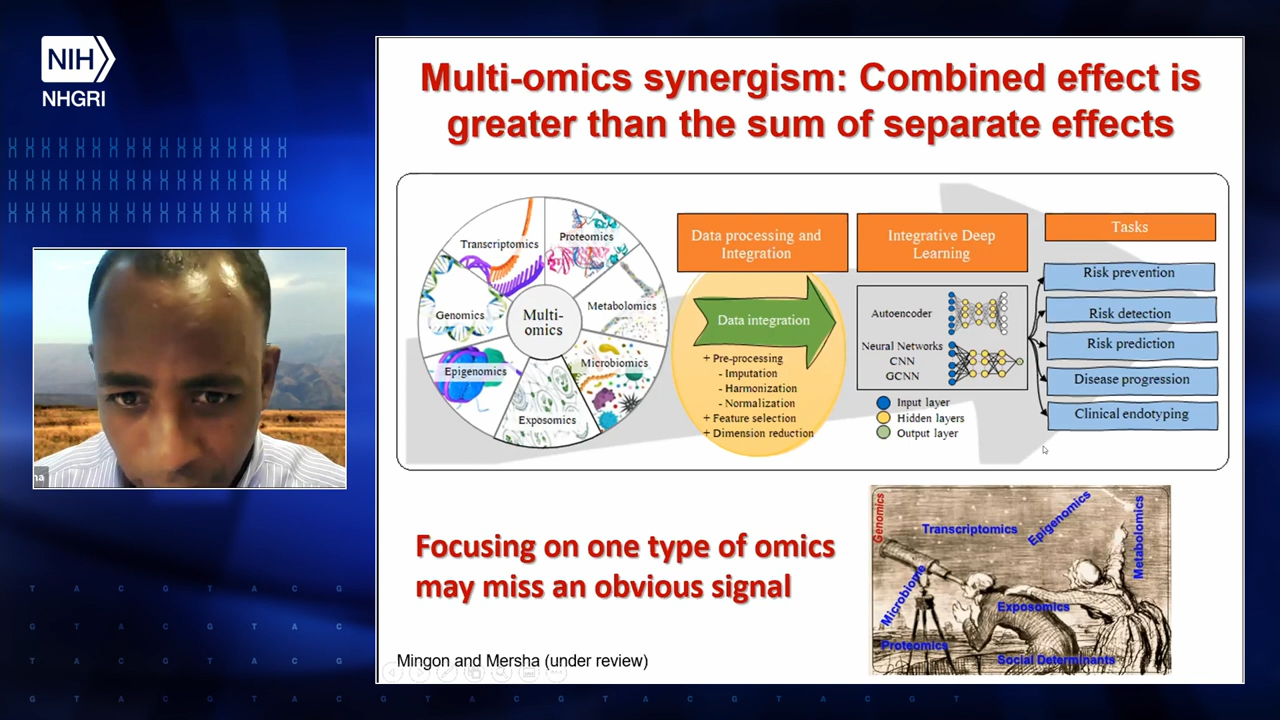 NIH
NHGRI
Multi-omics synergism: Combined effect is
greater than the sum of separate effects
Transcriptomics
Proteomics
Genomics
Multi-
omics
Metabolomics
Epigenomics
Microbiomics
Exposomics
Data processing and
Integration
Data integration
+ Pre-processing
- Imputation
- Harmonization
- Normalization
+ Feature selection
+ Dimension reduction
Integrative Deep
Learning
Autoencoder
Neural Networks
CNN
GCNN
Input layer
Hidden layers
Output layer
Tasks
Risk prevention
Risk detection
Risk prediction
Disease progression
Clinical endotyping
Focusing on one type of omics
may miss an obvious signal
Genomics
Transcriptomics
Epigenomics
Metabolomics
Microbiome
Exposomics
Proteomics
Social Determinants
Mingon and Mersha (under review)
na
T A C G T A C G
G T A C G T A C
T A C G T A C G
G T A C G T A C G T A C G T A C G T A C G T